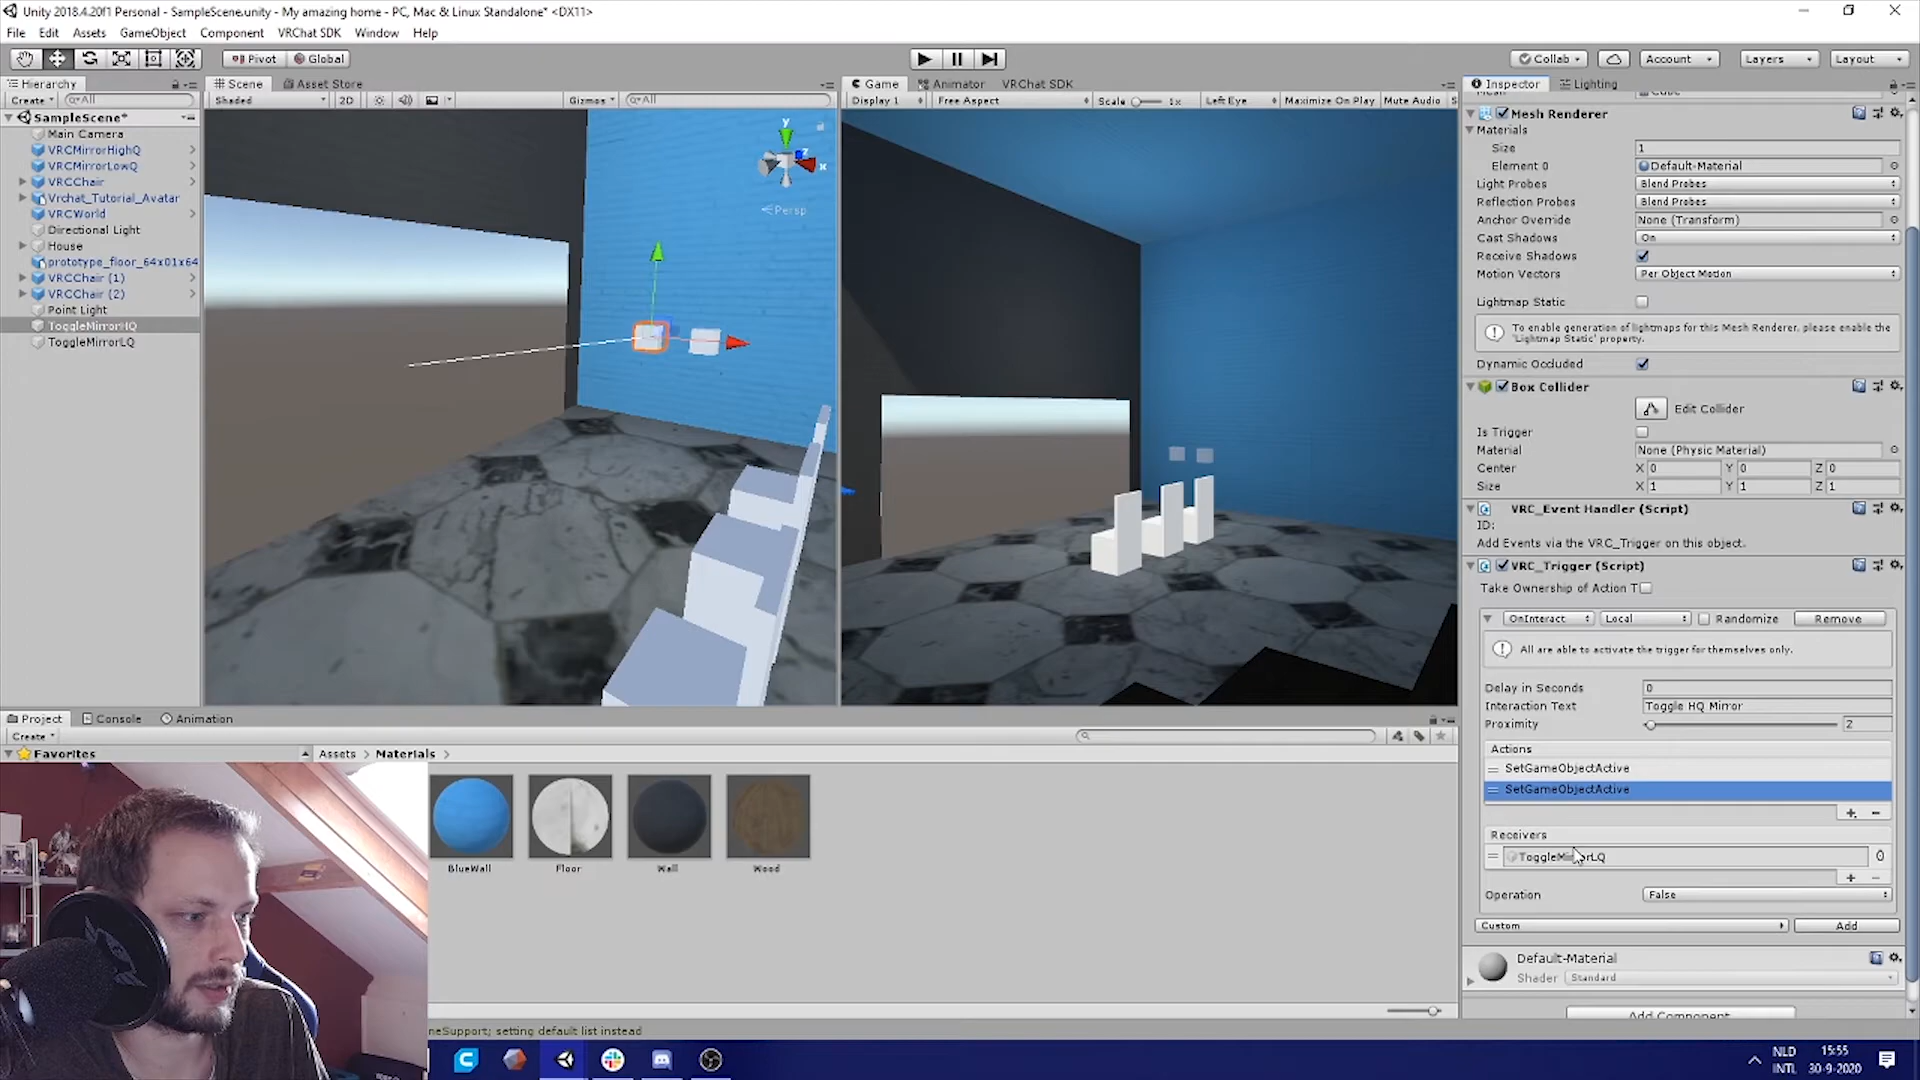 Unity 2018.4.20f1 Personal - SampleScene.unity - My amazing home - PC, Mac & Linux Standalone* <DX11>
File Edit Assets GameObject Component VRChat SDK Window Help
Pivot Global Collab Account Layers Layout
Hierarchy
Create All
SampleScene*
Main Camera
VRCMirrorHighQ
VRCMirrorLowQ
VRCChair
Vrchat_Tutorial_Avatar
VRCWorld
Directional Light
House
prototype_floor_64x01x64
VRCChair (1)
VRCChair (2)
Point Light
ToggleMirrorHQ
ToggleMirrorLQ
Scene Asset Store
Shaded 2D Gizmos All
y
z
x
Persp
Game Animator VRChat SDK
Display 1 Free Aspect Scale 1x Left Eye Maximize On Play Mute Audio S
Inspector Lighting
Mesh Renderer
Materials
Size 1
Element 0 Default-Material
Light Probes Blend Probes
Reflection Probes Blend Probes
Anchor Override None (Transform)
Cast Shadows On
Receive Shadows
Motion Vectors Per Object Motion
Lightmap Static
To enable generation of lightmaps for this Mesh Renderer, please enable the
'Lightmap Static' property.
Dynamic Occluded
Box Collider
Edit Collider
Is Trigger
Material None (Physic Material)
Center X 0 Y 0 Z 0
Size X 1 Y 1 Z 1
VRC_Event Handler (Script)
ID:
Add Events via the VRC_Trigger on this object.
VRC_Trigger (Script)
Take Ownership of Action T
OnInteract Local Randomize Remove
All are able to activate the trigger for themselves only.
Delay in Seconds 0
Interaction Text Toggle HQ Mirror
Proximity 2
Actions
SetGameObjectActive
SetGameObjectActive
Receivers
ToggleMirrorLQ
Operation False
Custom Add
Default-Material
Shader Standard
Add Component
Project Console Animation
Create
Favorites
Assets Materials
BlueWall Floor Wall Wood
neSupport; setting default list instead
NLD
INTL
15:55
30-9-2020